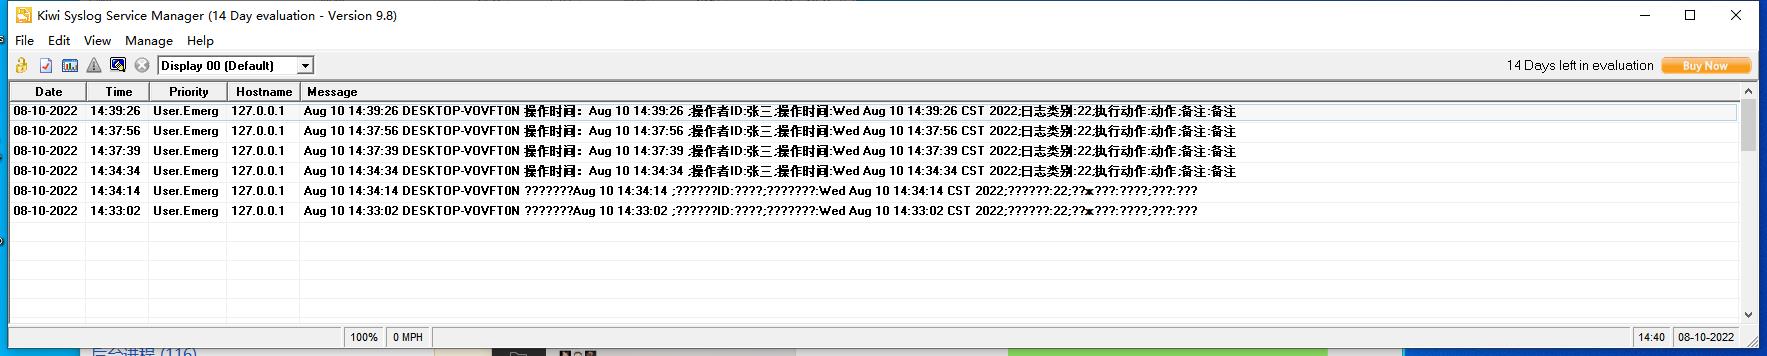 Kiwi Syslog Service Manager (14 Day evaluation - Version 9.8)
File Edit View Manage Help
Display 00 (Default) 14 Days left in evaluation Buy Now
Date Time Priority Hostname Message
08-10-2022 14:39:26 User.Emerg 127.0.0.1 Aug 10 14:39:26 DESKTOP-VOVFT0N 操作时间：Aug 10 14:39:26 ;操作者ID:张三;操作时间:Wed Aug 10 14:39:26 CST 2022;日志类别:22;执行动作:动作;备注:备注
08-10-2022 14:37:56 User.Emerg 127.0.0.1 Aug 10 14:37:56 DESKTOP-VOVFT0N 操作时间：Aug 10 14:37:56 ;操作者ID:张三;操作时间:Wed Aug 10 14:37:56 CST 2022;日志类别:22;执行动作:动作;备注:备注
08-10-2022 14:37:39 User.Emerg 127.0.0.1 Aug 10 14:37:39 DESKTOP-VOVFT0N 操作时间：Aug 10 14:37:39 ;操作者ID:张三;操作时间:Wed Aug 10 14:37:39 CST 2022;日志类别:22;执行动作:动作;备注:备注
08-10-2022 14:34:34 User.Emerg 127.0.0.1 Aug 10 14:34:34 DESKTOP-VOVFT0N 操作时间：Aug 10 14:34:34 ;操作者ID:张三;操作时间:Wed Aug 10 14:34:34 CST 2022;日志类别:22;执行动作:动作;备注:备注
08-10-2022 14:34:14 User.Emerg 127.0.0.1 Aug 10 14:34:14 DESKTOP-VOVFT0N ???????Aug 10 14:34:14 ;??????ID:????;???????:Wed Aug 10 14:34:14 CST 2022;??????:22;??ж???:????;???:???
08-10-2022 14:33:02 User.Emerg 127.0.0.1 Aug 10 14:33:02 DESKTOP-VOVFT0N ???????Aug 10 14:33:02 ;??????ID:????;???????:Wed Aug 10 14:33:02 CST 2022;??????:22;??ж???:????;???:???
100% 0 MPH 14:40 08-10-2022
后台进程 (116)